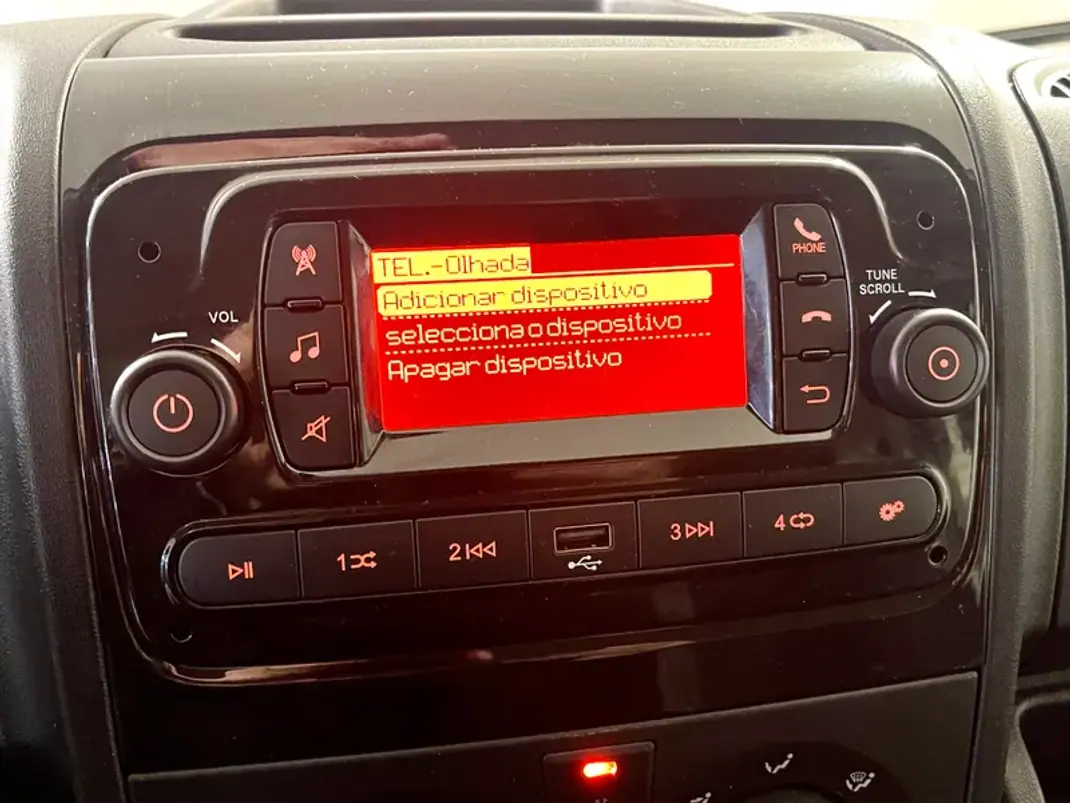 TEL.-Olhada
Adicionar dispositivo
selecciona o dispositivo
Apagar dispositivo
VOL
PHONE
TUNE
SCROLL
1
2
3
4